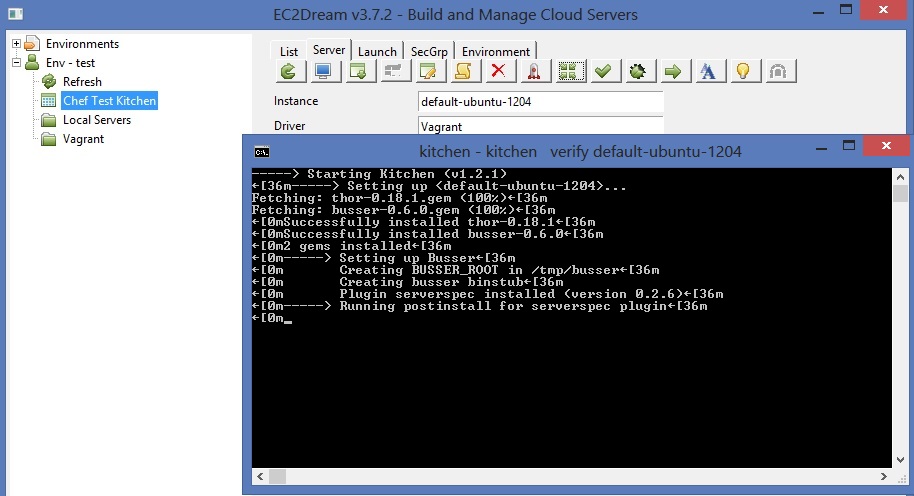 EC2Dream v3.7.2 - Build and Manage Cloud Servers
Environments
Env - test
Refresh
Chef Test Kitchen
Local Servers
Vagrant
List Server Launch SecGrp Environment
Instance default-ubuntu-1204
Driver Vagrant
C:\.
kitchen - kitchen verify default-ubuntu-1204
-----> Starting Kitchen (v1.2.1)
←[36m-----> Setting up <default-ubuntu-1204>...
Fetching: thor-0.18.1.gem (100%)←[36m
Fetching: busser-0.6.0.gem (100%)←[36m
←[0mSuccessfully installed thor-0.18.1←[36m
←[0mSuccessfully installed busser-0.6.0←[36m
←[0m2 gems installed←[36m
←[0m-----> Setting up Busser←[36m
←[0m       Creating BUSSER_ROOT in /tmp/busser←[36m
←[0m       Creating busser binstub←[36m
←[0m       Plugin serverspec installed (version 0.2.6)←[36m
←[0m-----> Running postinstall for serverspec plugin←[36m
←[0m_